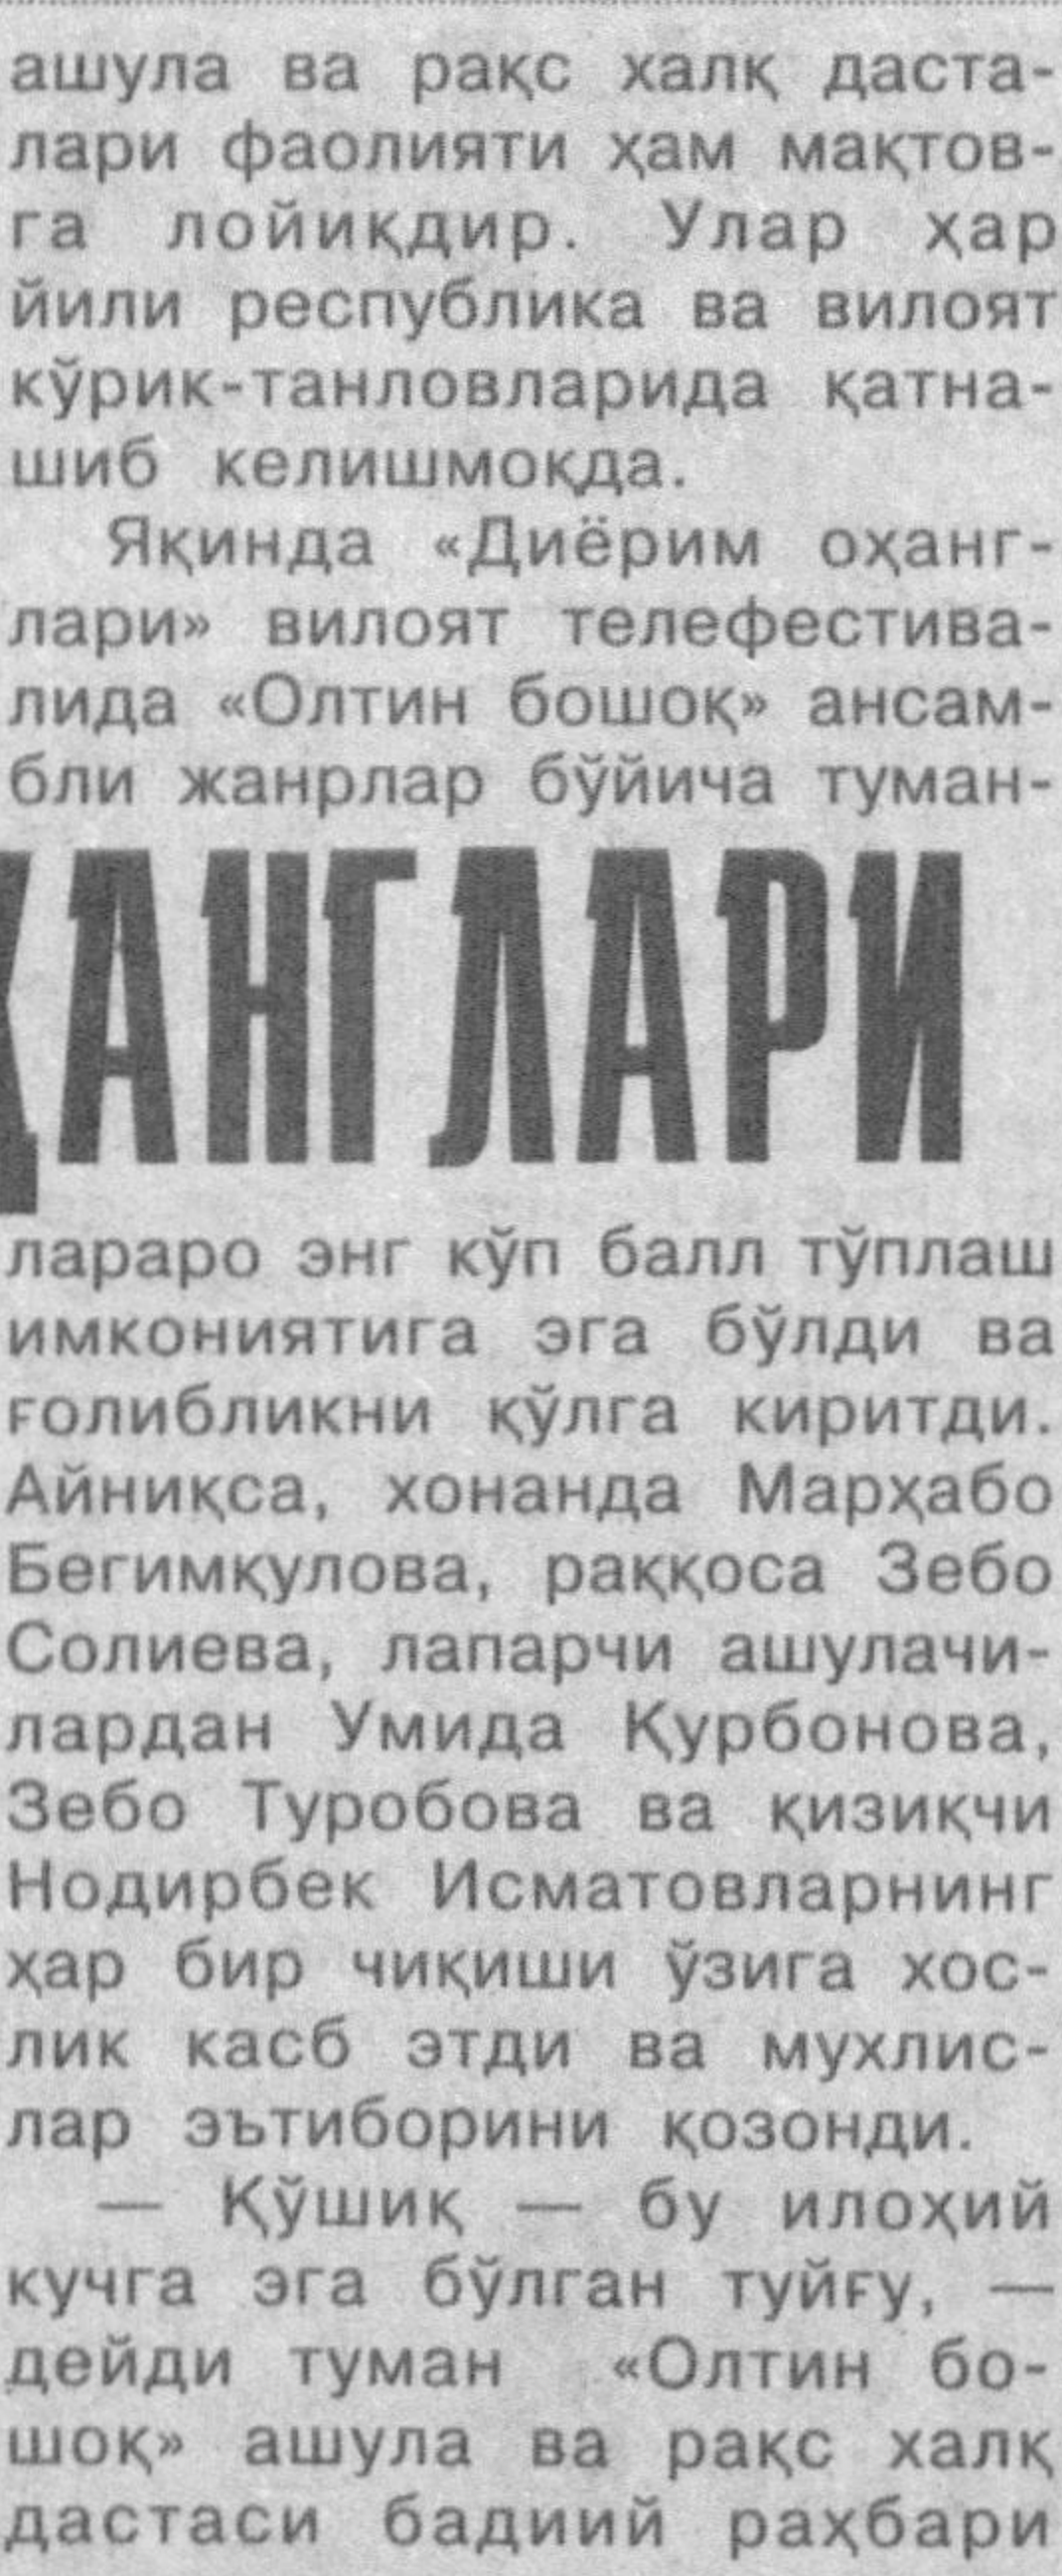 ашула ва рақс халқ даста-
лари фаолияти ҳам мақтов-
га лойиқдир. Улар ҳар
йили республика ва вилоят
кўрик-танловларида қатна-
шиб келишмоқда.
Яқинда «Диёрим оҳанг-
лари» вилоят телефестива-
лида «Олтин бошоқ» ансам-
бли жанрлар бўйича туман-
ҲАНГЛАРИ
лараро энг кўп балл тўплаш
имкониятига эга бўлди ва
ғолибликни қўлга киритди.
Айниқса, хонанда Марҳабо
Бегимқулова, раққоса Зебо
Солиева, лапарчи ашулачи-
лардан Умида Қурбонова,
Зебо Туробова ва қизиқчи
Нодирбек Исматовларнинг
ҳар бир чиқиши ўзига хос-
лик касб этди ва мухлис-
лар эътиборини қозонди.
— Қўшиқ — бу илоҳий
кучга эга бўлган туйғу, —
дейди туман «Олтин бо-
шоқ» ашула ва рақс халқ
дастаси бадиий раҳбари